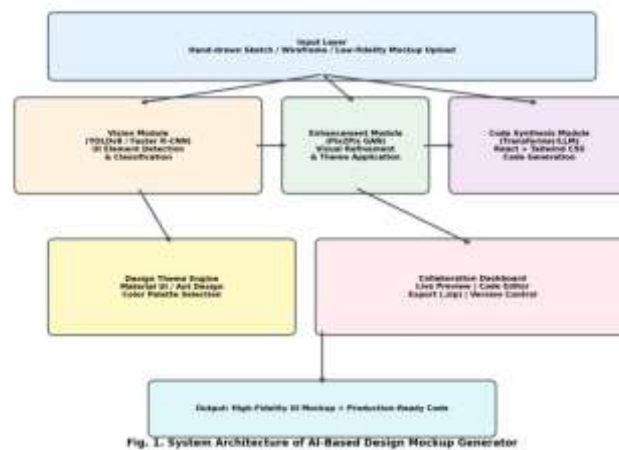 Input Layer
Hand-drawn Sketch / Wireframe / Low-fidelity Mockup Upload
Vision Module
(YOLOv8 / Faster R-CNN)
UI Element Detection
& Classification
Enhancement Module
(Pix2Pix GAN)
Visual Refinement
& Theme Application
Code Synthesis Module
(Transformer/LLM)
React + Tailwind CSS
Code Generation
Design Theme Engine
Material UI / Ant Design
Color Palette Selection
Collaboration Dashboard
Live Preview | Code Editor
Export (.zip) | Version Control
Output: High-Fidelity UI Mockup + Production-Ready Code
Fig. 1. System Architecture of AI-Based Design Mockup Generator